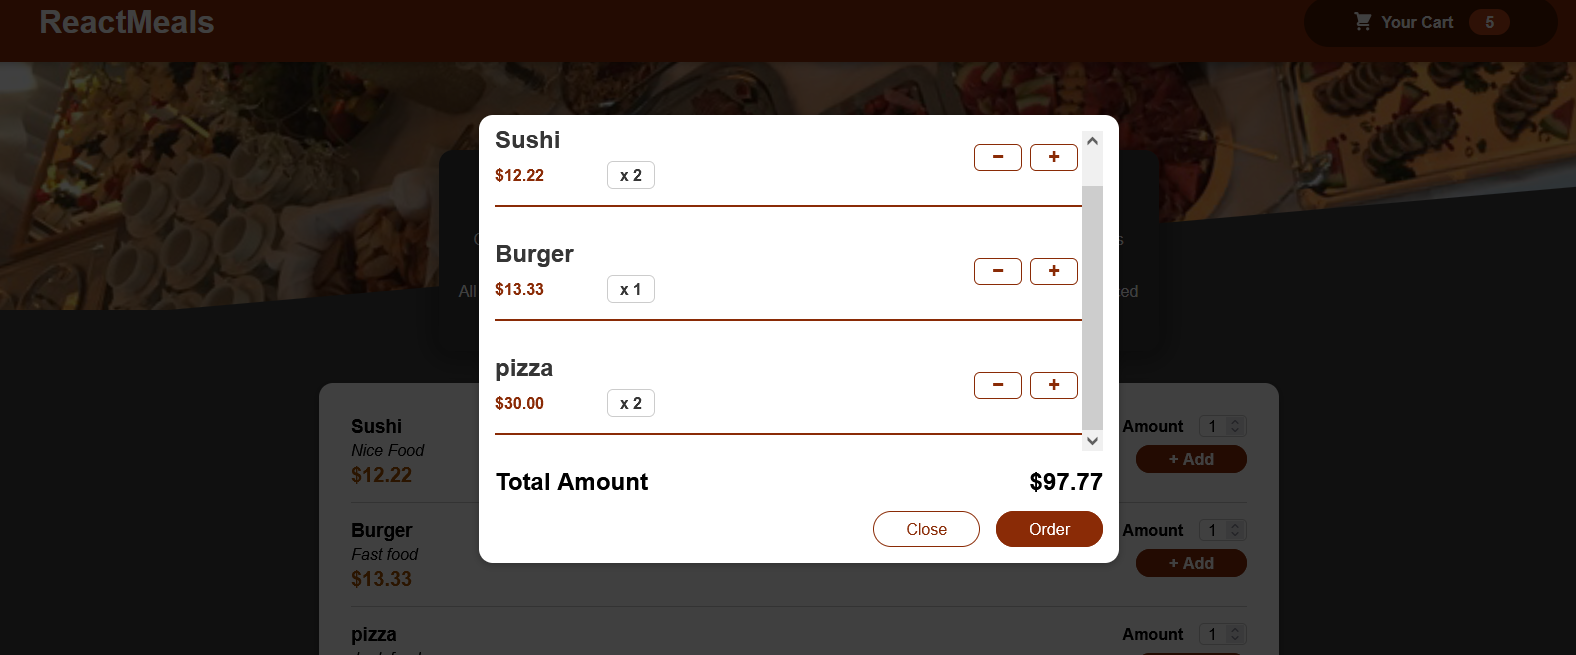 ReactMeals
Your Cart 5
Sushi
$12.22 x 2
− +
Burger
$13.33 x 1
− +
pizza
$30.00 x 2
− +
Total Amount $97.77
Close Order
All
Sushi
Nice Food
$12.22
Amount 1
+ Add
Burger
Fast food
$13.33
Amount 1
+ Add
pizza
Amount 1